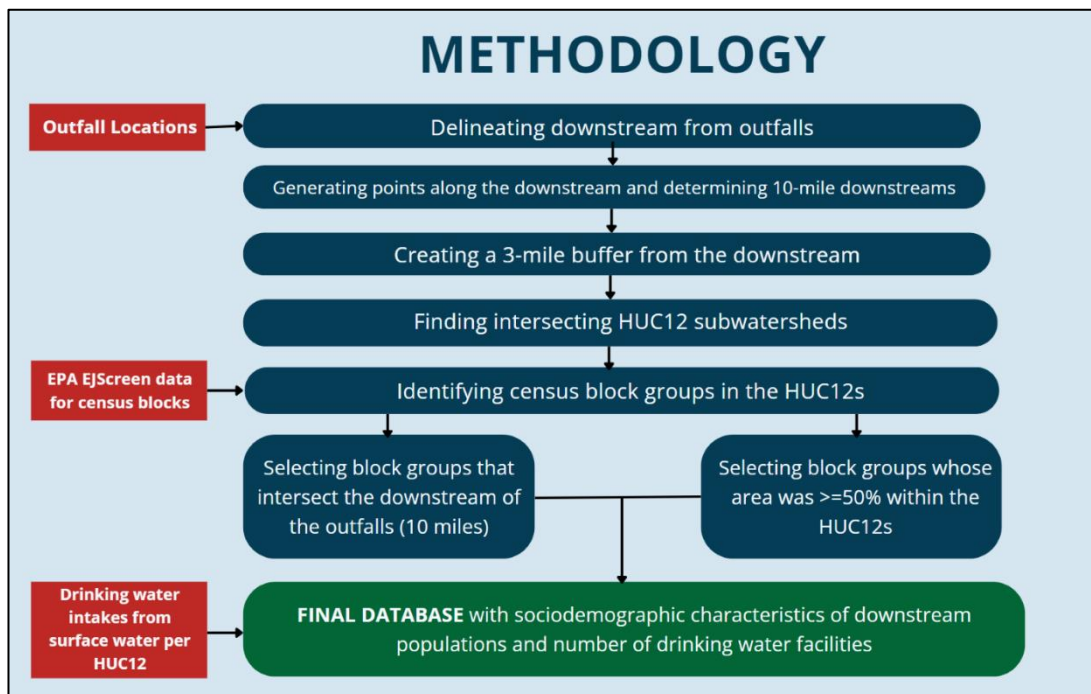 METHODOLOGY
Outfall Locations
Delineating downstream from outfalls
Generating points along the downstream and determining 10-mile downstreams
Creating a 3-mile buffer from the downstream
Finding intersecting HUC12 subwatersheds
EPA EJScreen data
for census blocks
Identifying census block groups in the HUC12s
Selecting block groups that
intersect the downstream of
the outfalls (10 miles)
Selecting block groups whose
area was >=50% within the
HUC12s
Drinking water
intakes from
surface water per
HUC12
FINAL DATABASE with sociodemographic characteristics of downstream
populations and number of drinking water facilities